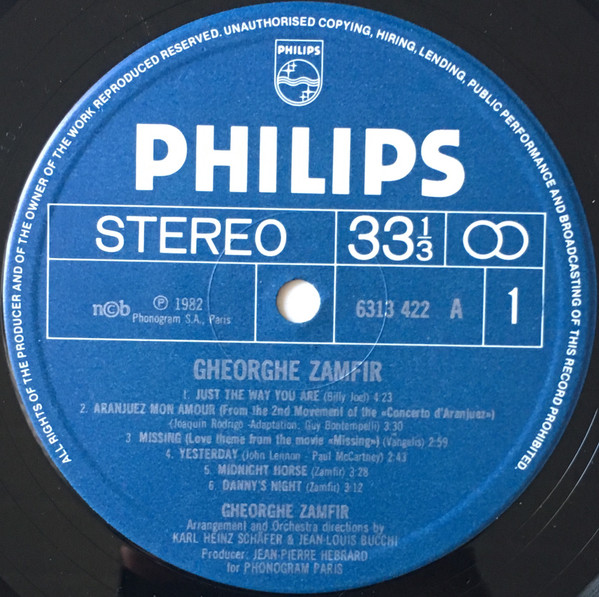 ALL RIGHTS OF THE PRODUCER AND OF THE OWNER OF THE WORK REPRODUCED RESERVED. UNAUTHORISED COPYING, HIRING, LENDING, PUBLIC PERFORMANCE AND BROADCASTING OF THIS RECORD PROHIBITED.
PHILIPS
PHILIPS
STEREO 33⅓
n©b ℗ 1982
Phonogram S.A., Paris
6313 422 A 1
GHEORGHE ZAMFIR
1. JUST THE WAY YOU ARE (Billy Joel) 4:23
2. ARANJUEZ MON AMOUR (From the 2nd Movement of the «Concerto d'Aranjuez»)
(Joaquin Rodrigo -Adaptation: Guy Bontempelli) 3:30
3. MISSING (Love theme from the movie «Missing») (Vangelis) 2:59
4. YESTERDAY (John Lennon - Paul McCartney) 2:43
5. MIDNIGHT HORSE (Zamfir) 3:28
6. DANNY'S NIGHT (Zamfir) 3:12
GHEORGHE ZAMFIR
Arrangement and Orchestra directions by
KARL HEINZ SCHÄFER & JEAN-LOUIS BUCCHI
Producer: JEAN-PIERRE HEBRARD
for PHONOGRAM PARIS